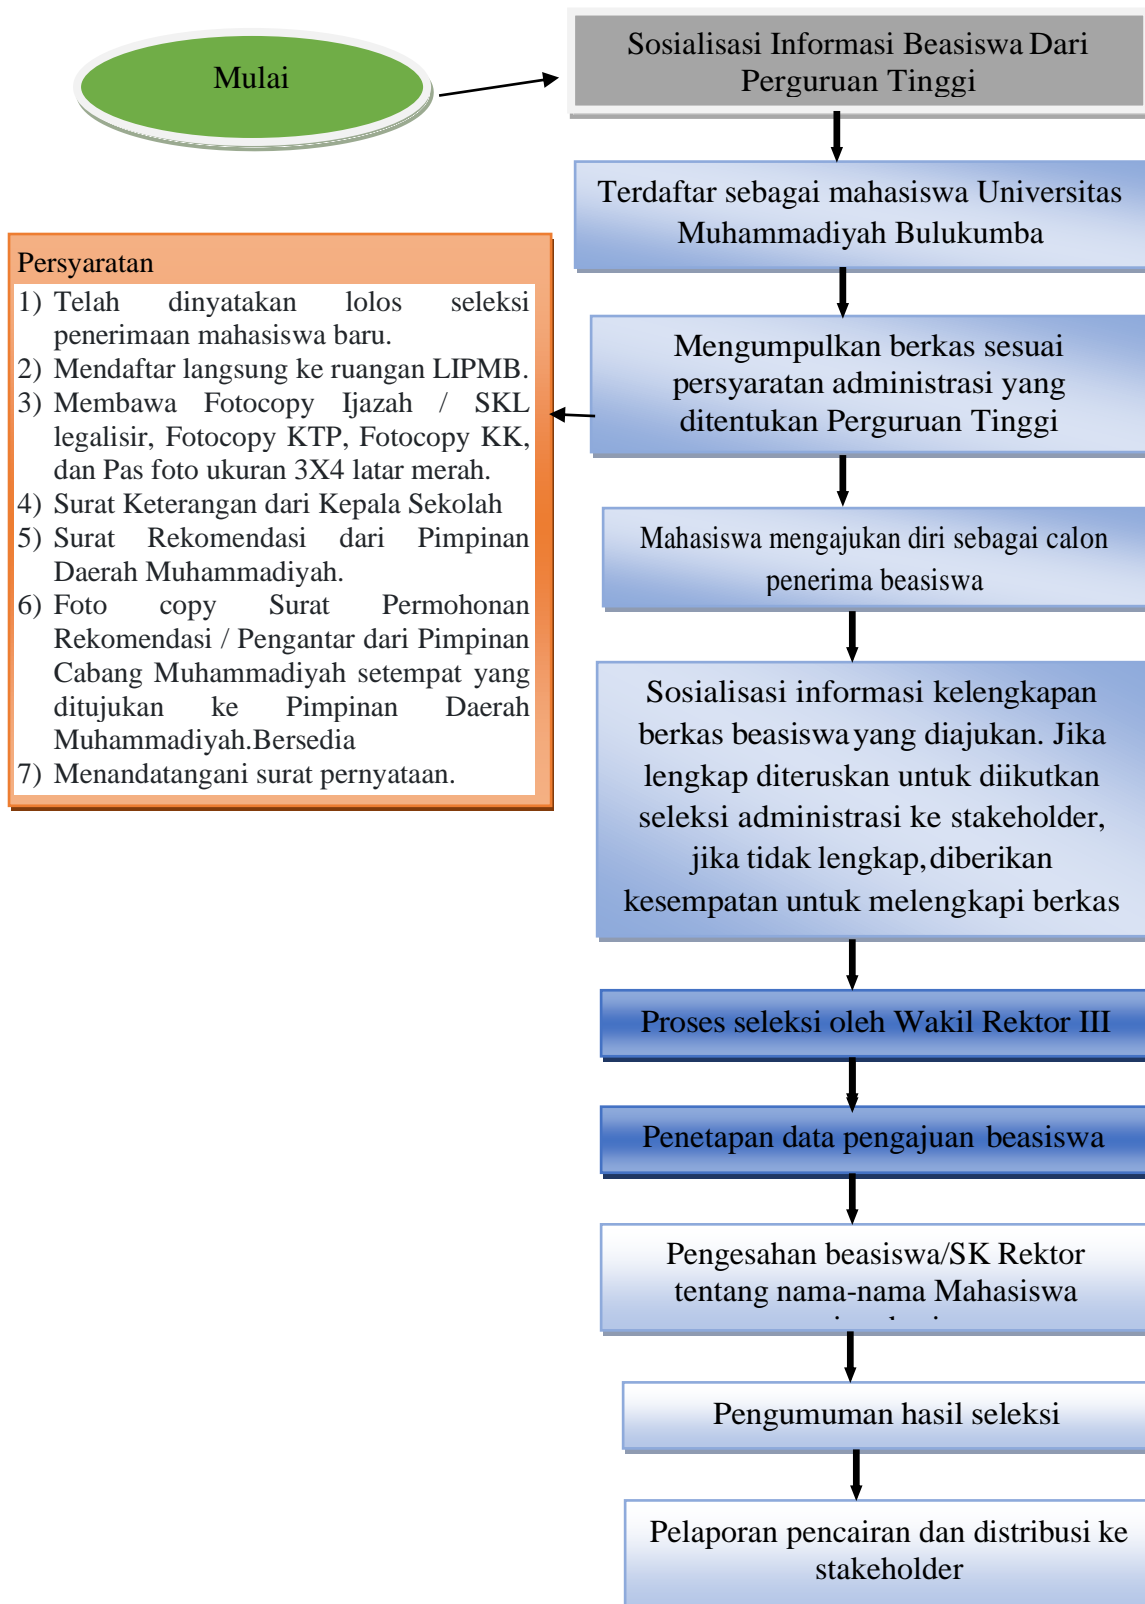 Mulai
Sosialisasi Informasi Beasiswa Dari
Perguruan Tinggi
Terdaftar sebagai mahasiswa Universitas
Muhammadiyah Bulukumba
Persyaratan
1) Telah dinyatakan lolos seleksi
penerimaan mahasiswa baru.
2) Mendaftar langsung ke ruangan LIPMB.
3) Membawa Fotocopy Ijazah / SKL
legalisir, Fotocopy KTP, Fotocopy KK,
dan Pas foto ukuran 3X4 latar merah.
4) Surat Keterangan dari Kepala Sekolah
5) Surat Rekomendasi dari Pimpinan
Daerah Muhammadiyah.
6) Foto copy Surat Permohonan
Rekomendasi / Pengantar dari Pimpinan
Cabang Muhammadiyah setempat yang
ditujukan ke Pimpinan Daerah
Muhammadiyah.Bersedia
7) Menandatangani surat pernyataan.
Mengumpulkan berkas sesuai
persyaratan administrasi yang
ditentukan Perguruan Tinggi
Mahasiswa mengajukan diri sebagai calon
penerima beasiswa
Sosialisasi informasi kelengkapan
berkas beasiswa yang diajukan. Jika
lengkap diteruskan untuk diikutkan
seleksi administrasi ke stakeholder,
jika tidak lengkap, diberikan
kesempatan untuk melengkapi berkas
Proses seleksi oleh Wakil Rektor III
Penetapan data pengajuan beasiswa
Pengesahan beasiswa/SK Rektor
tentang nama-nama Mahasiswa
Pengumuman hasil seleksi
Pelaporan pencairan dan distribusi ke
stakeholder